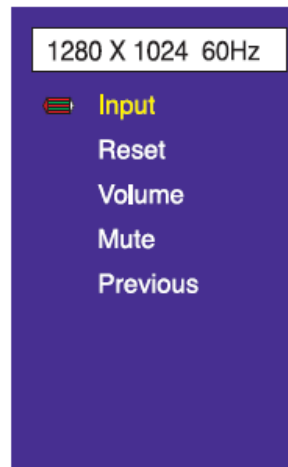 1280 X 1024 60Hz
Input
Reset
Volume
Mute
Previous